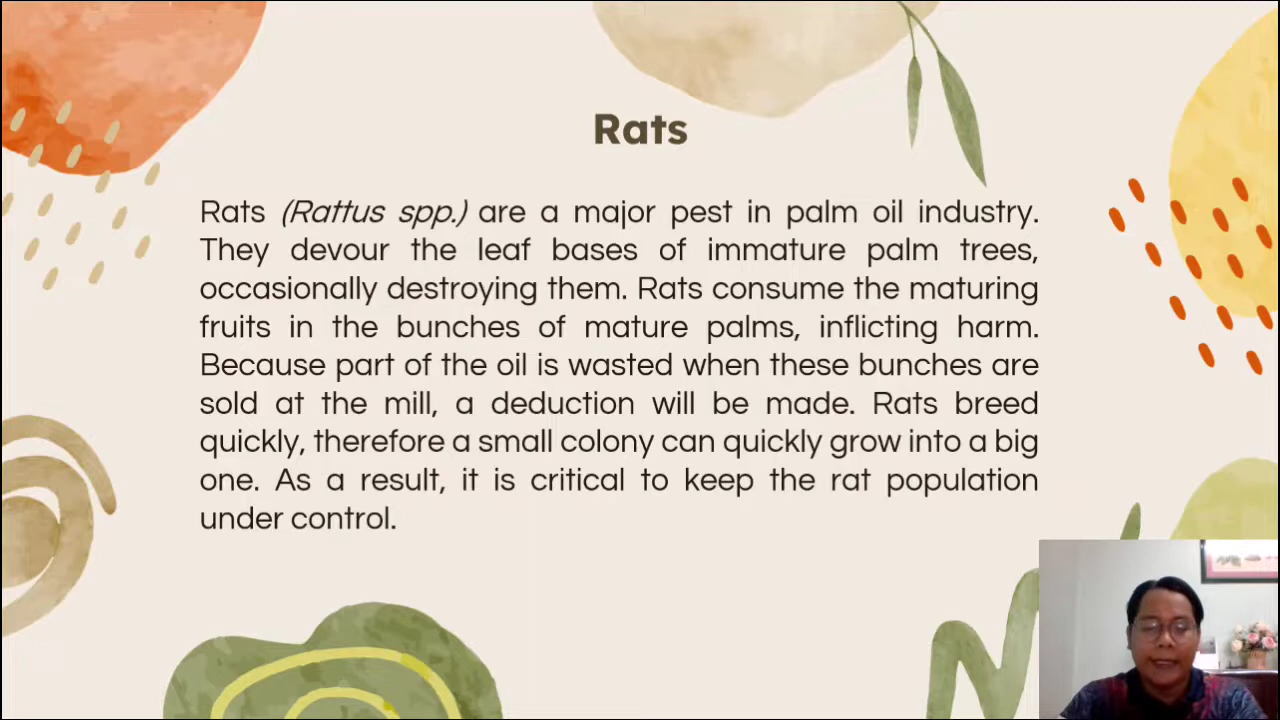 Rats
Rats (Rattus spp.) are a major pest in palm oil industry.
They devour the leaf bases of immature palm trees,
occasionally destroying them. Rats consume the maturing
fruits in the bunches of mature palms, inflicting harm.
Because part of the oil is wasted when these bunches are
sold at the mill, a deduction will be made. Rats breed
quickly, therefore a small colony can quickly grow into a big
one. As a result, it is critical to keep the rat population
under control.